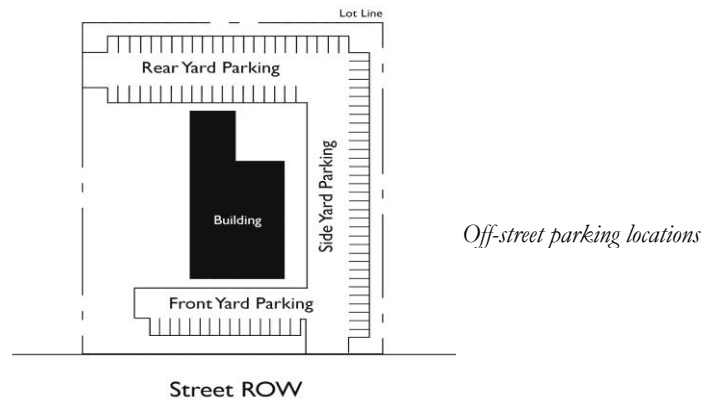 Lot Line
Rear Yard Parking
Side Yard Parking
Building
Off-street parking locations
Front Yard Parking
Street ROW